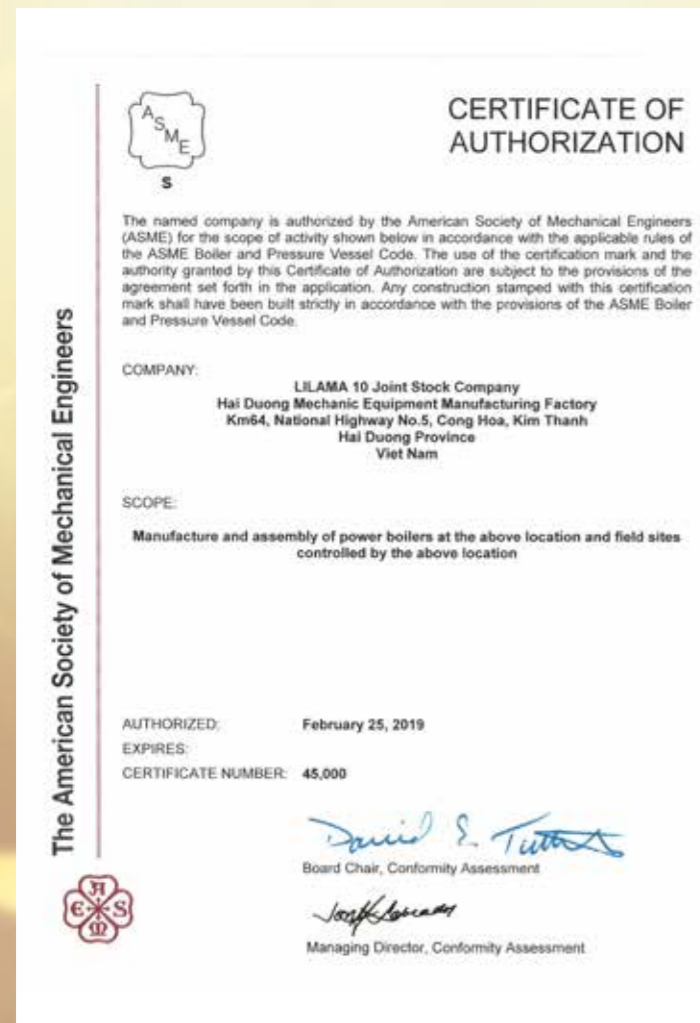 The American Society of Mechanical Engineers
ASME
S
CERTIFICATE OF
AUTHORIZATION
The named company is authorized by the American Society of Mechanical Engineers
(ASME) for the scope of activity shown below in accordance with the applicable rules of
the ASME Boiler and Pressure Vessel Code. The use of the certification mark and the
authority granted by this Certificate of Authorization are subject to the provisions of the
agreement set forth in the application. Any construction stamped with this certification
mark shall have been built strictly in accordance with the provisions of the ASME Boiler
and Pressure Vessel Code.
COMPANY:
LILAMA 10 Joint Stock Company
Hai Duong Mechanic Equipment Manufacturing Factory
Km64, National Highway No.5, Cong Hoa, Kim Thanh
Hai Duong Province
Viet Nam
SCOPE:
Manufacture and assembly of power boilers at the above location and field sites
controlled by the above location
AUTHORIZED: February 25, 2019
EXPIRES:
CERTIFICATE NUMBER: 45,000
David E. Tutt
Board Chair, Conformity Assessment
Managing Director, Conformity Assessment
ASME